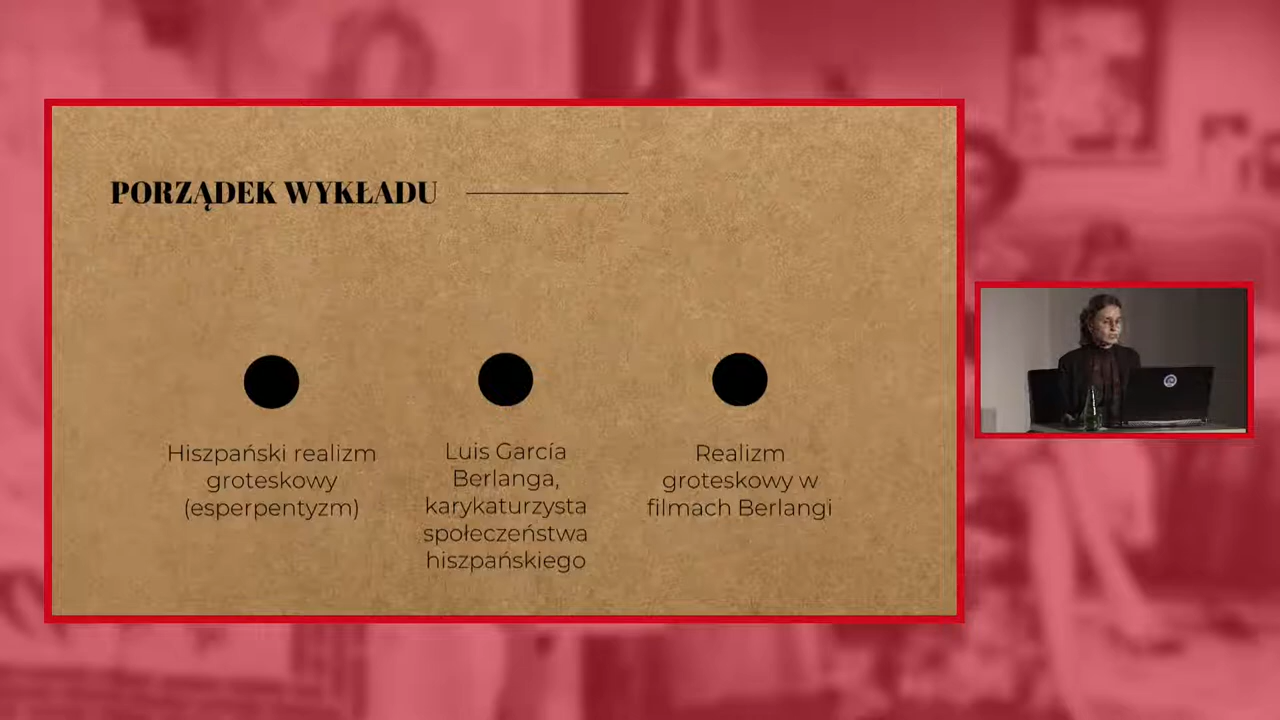 PORZĄDEK WYKŁADU
Hiszpański realizm
groteskowy
(esperpentyzm)
Luis García
Berlanga,
karykaturzysta
społeczeństwa
hiszpańskiego
Realizm
groteskowy w
filmach Berlangi